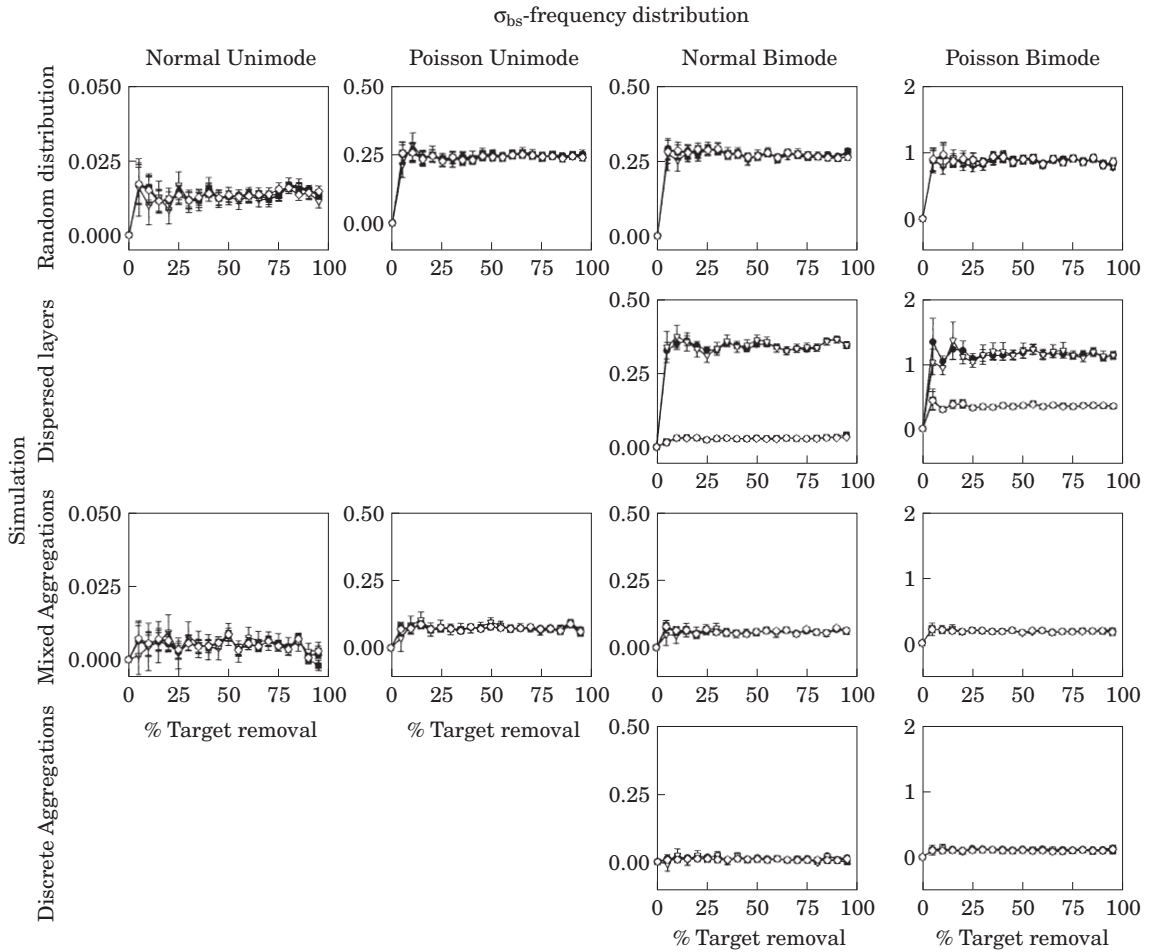 σbs-frequency distribution
Normal Unimode
Poisson Unimode
Normal Bimode
Poisson Bimode
Simulation
Random distribution
0.050
0.025
0.000
0 25 50 75 100
0.50
0.25
0.00
0 25 50 75 100
0.50
0.25
0.00
0 25 50 75 100
2
1
0
0 25 50 75 100
Dispersed layers
0.50
0.25
0.00
0 25 50 75 100
2
1
0
0 25 50 75 100
Mixed Aggregations
0.050
0.025
0.000
0 25 50 75 100
% Target removal
0.50
0.25
0.00
0 25 50 75 100
% Target removal
0.50
0.25
0.00
0 25 50 75 100
2
1
0
0 25 50 75 100
Discrete Aggregations
0.50
0.25
0.00
0 25 50 75 100
% Target removal
2
1
0
0 25 50 75 100
% Target removal